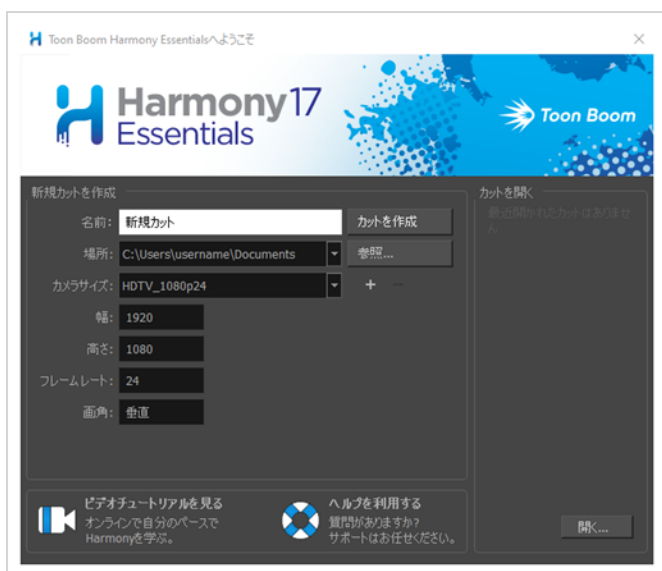 Toon Boom Harmony Essentialsへようこそ
Harmony 17
Essentials
Toon Boom
新規カットを作成
名前: 新規カット カットを作成
場所: C:\Users\username\Documents 参照...
カメラサイズ: HDTV_1080p24
幅: 1920
高さ: 1080
フレームレート: 24
画角: 垂直
カットを開く
最近開かれたカットはありませ
ん
ビデオチュートリアルを見る
オンラインで自分のペースで
Harmonyを学ぶ。
ヘルプを利用する
質問がありますか?
サポートはお任せください。
開く...